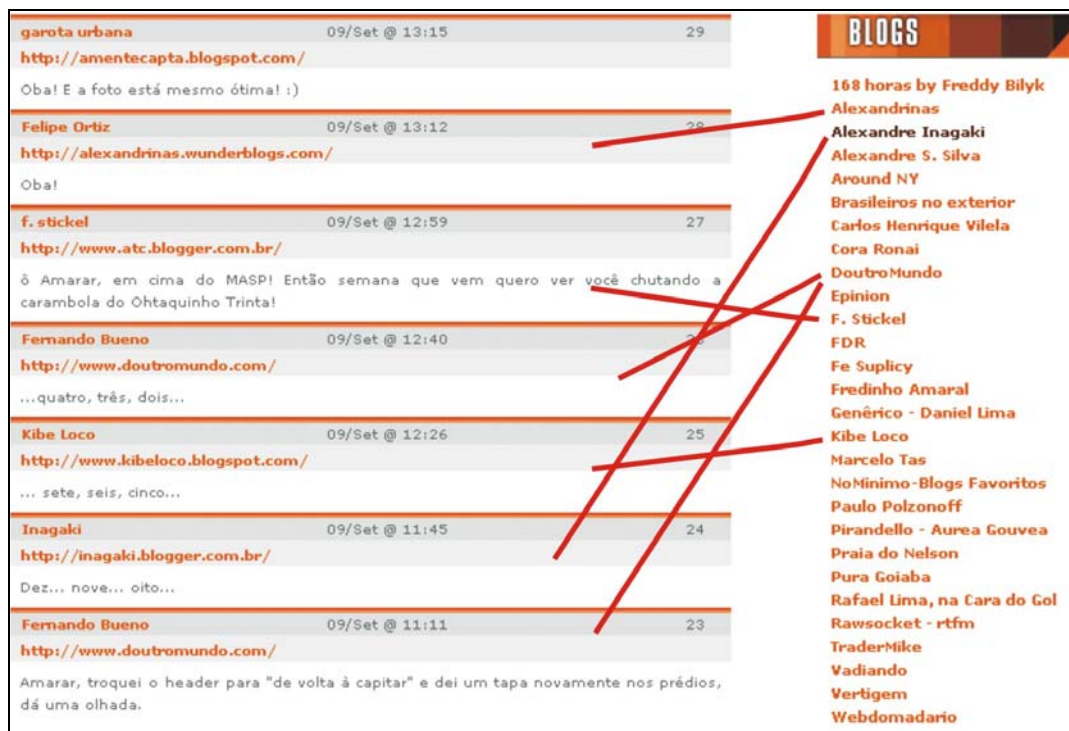 garota urbana 09/Set @ 13:15 29
http://amentecapta.blogspot.com/
Oba! E a foto está mesmo ótima! :)
Felipe Ortiz 09/Set @ 13:12 28
http://alexandrinas.wunderblogs.com/
Oba!
f. stickel 09/Set @ 12:59 27
http://www.atc.blogger.com.br/
ô Amarar, em cima do MASP! Então semana que vem quero ver você chutando a
carambola do Ohtaquinho Trinta!
Fernando Bueno 09/Set @ 12:40
http://www.doutromundo.com/
...quatro, três, dois...
Kibe Loco 09/Set @ 12:26 25
http://www.kibeloco.blogspot.com/
... sete, seis, cinco...
Inagaki 09/Set @ 11:45 24
http://inagaki.blogger.com.br/
Dez... nove... oito...
Fernando Bueno 09/Set @ 11:11 23
http://www.doutromundo.com/
Amarar, troquei o header para "de volta à capitar" e dei um tapa novamente nos prédios,
dá uma olhada.
BLOGS
168 horas by Freddy Bilyk
Alexandrinas
Alexandre Inagaki
Alexandre S. Silva
Around NY
Brasileiros no exterior
Carlos Henrique Vilela
Cora Ronai
DoutroMundo
Epinion
F. Stickel
FDR
Fe Suplicy
Fredinho Amaral
Genêrico - Daniel Lima
Kibe Loco
Marcelo Tas
NoMinimo-Blogs Favoritos
Paulo Polzonoff
Pirandello - Aurea Gouvea
Praia do Nelson
Pura Goiaba
Rafael Lima, na Cara do Gol
Rawsocket - rtfm
TraderMike
Vadiando
Vertigem
Webdomadario